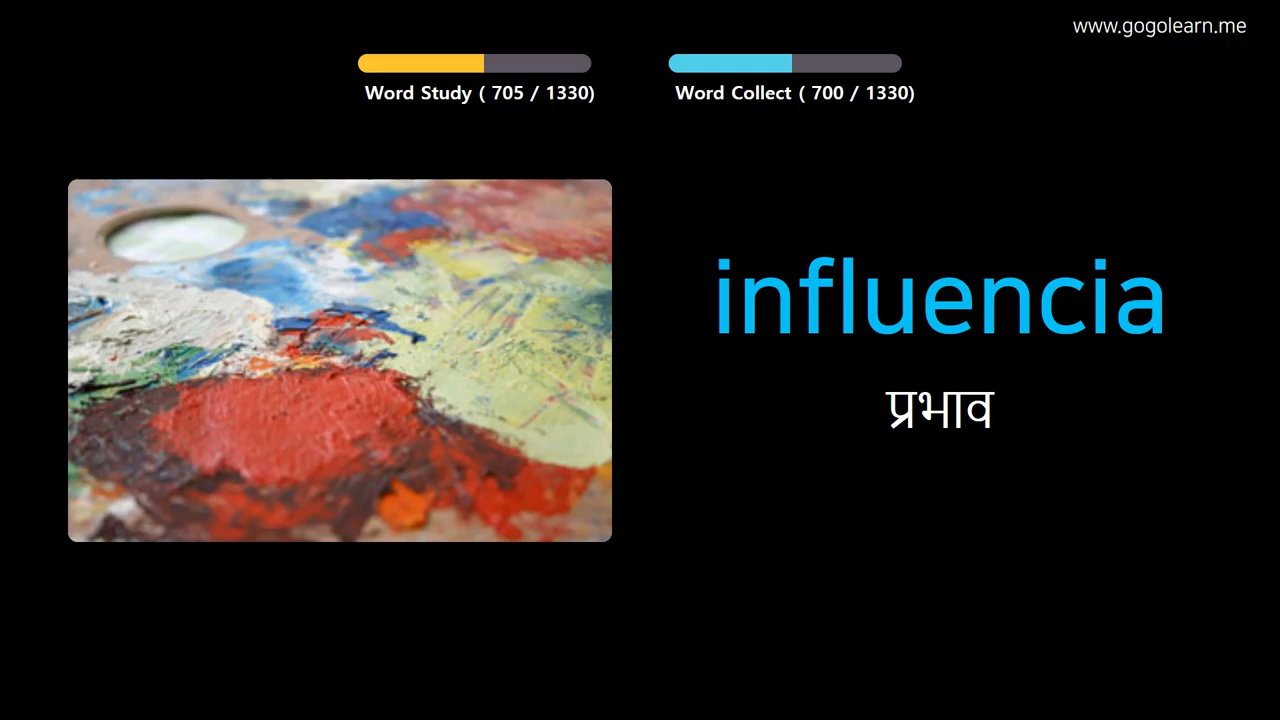 www.gogolearn.me
Word Study ( 705 / 1330)
Word Collect ( 700 / 1330)
influencia
प्रभाव